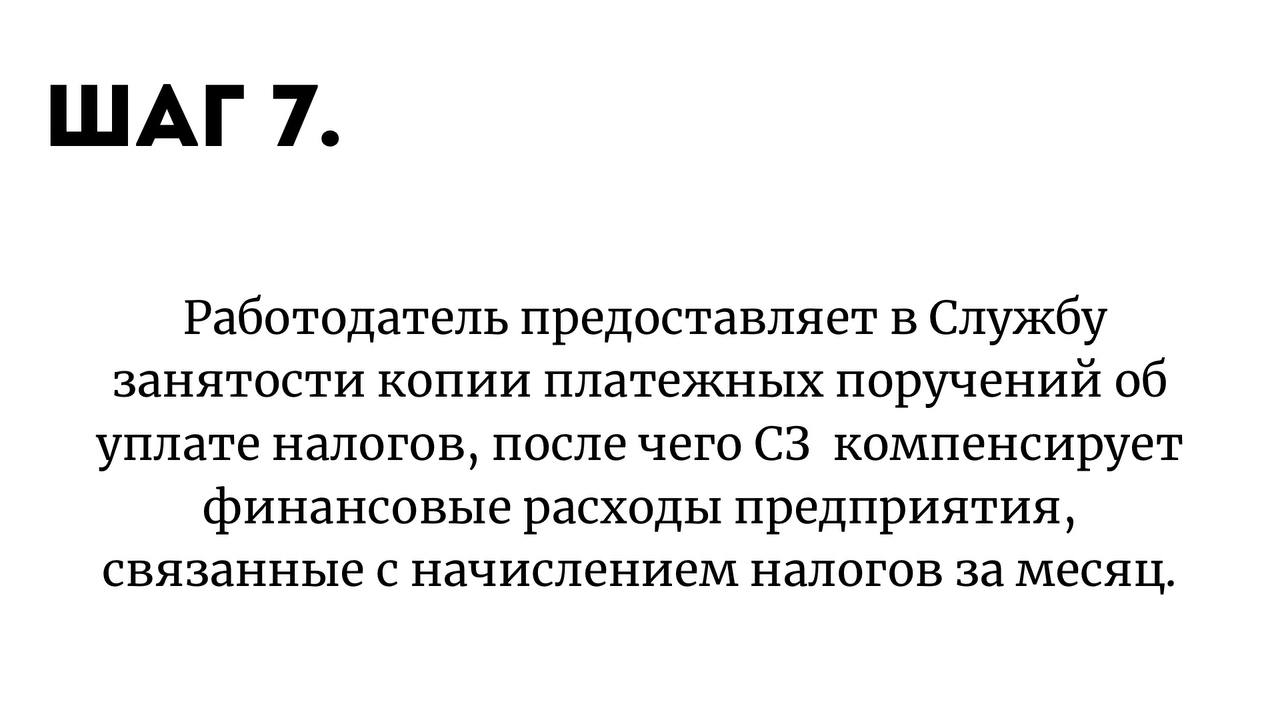 ШАГ 7.
Работодатель предоставляет в Службу
занятости копии платежных поручений об
уплате налогов, после чего СЗ  компенсирует
финансовые расходы предприятия,
связанные с начислением налогов за месяц.